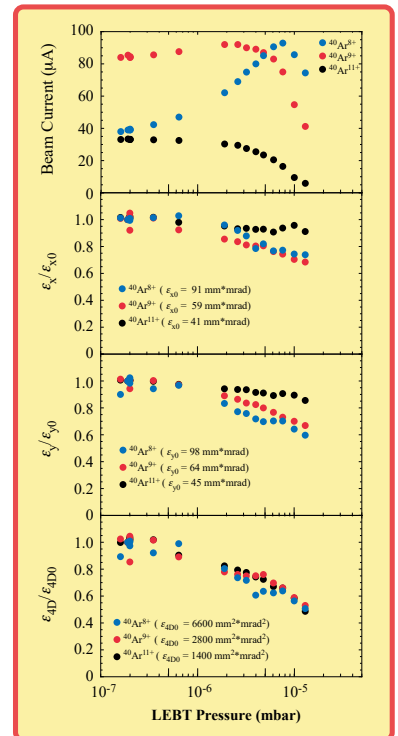 100
80
60
40
20
0
Beam Current (μA)
40Ar8+
40Ar9+
40Ar11+
1.0
0.8
0.6
0.4
0.2
0
εx/εx0
40Ar8+ ( εx0 = 91 mm*mrad)
40Ar9+ ( εx0 = 59 mm*mrad)
40Ar11+ ( εx0 = 41 mm*mrad)
1.0
0.8
0.6
0.4
0.2
0
εy/εy0
40Ar8+ ( εy0 = 98 mm*mrad)
40Ar9+ ( εy0 = 64 mm*mrad)
40Ar11+ ( εy0 = 45 mm*mrad)
1.0
0.8
0.6
0.4
0.2
0
ε4D/ε4D0
40Ar8+ ( ε4D0 = 6600 mm2*mrad2)
40Ar9+ ( ε4D0 = 2800 mm2*mrad2)
40Ar11+ ( ε4D0 = 1400 mm2*mrad2)
10-7 10-6 10-5
LEBT Pressure (mbar)